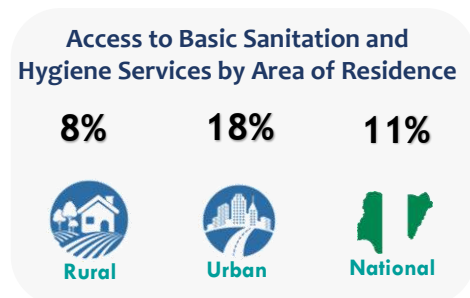 Access to Basic Sanitation and
Hygiene Services by Area of Residence
8% 18% 11%
Rural Urban National